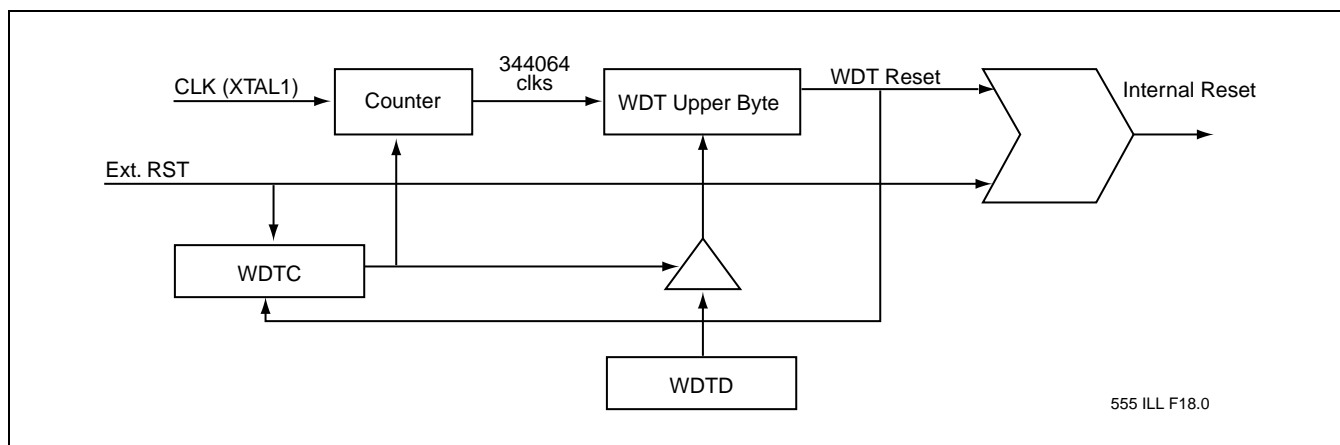 344064
clks
CLK (XTAL1)
Counter
WDT Upper Byte
WDT Reset
Internal Reset
Ext. RST
WDTC
WDTD
555 ILL F18.0